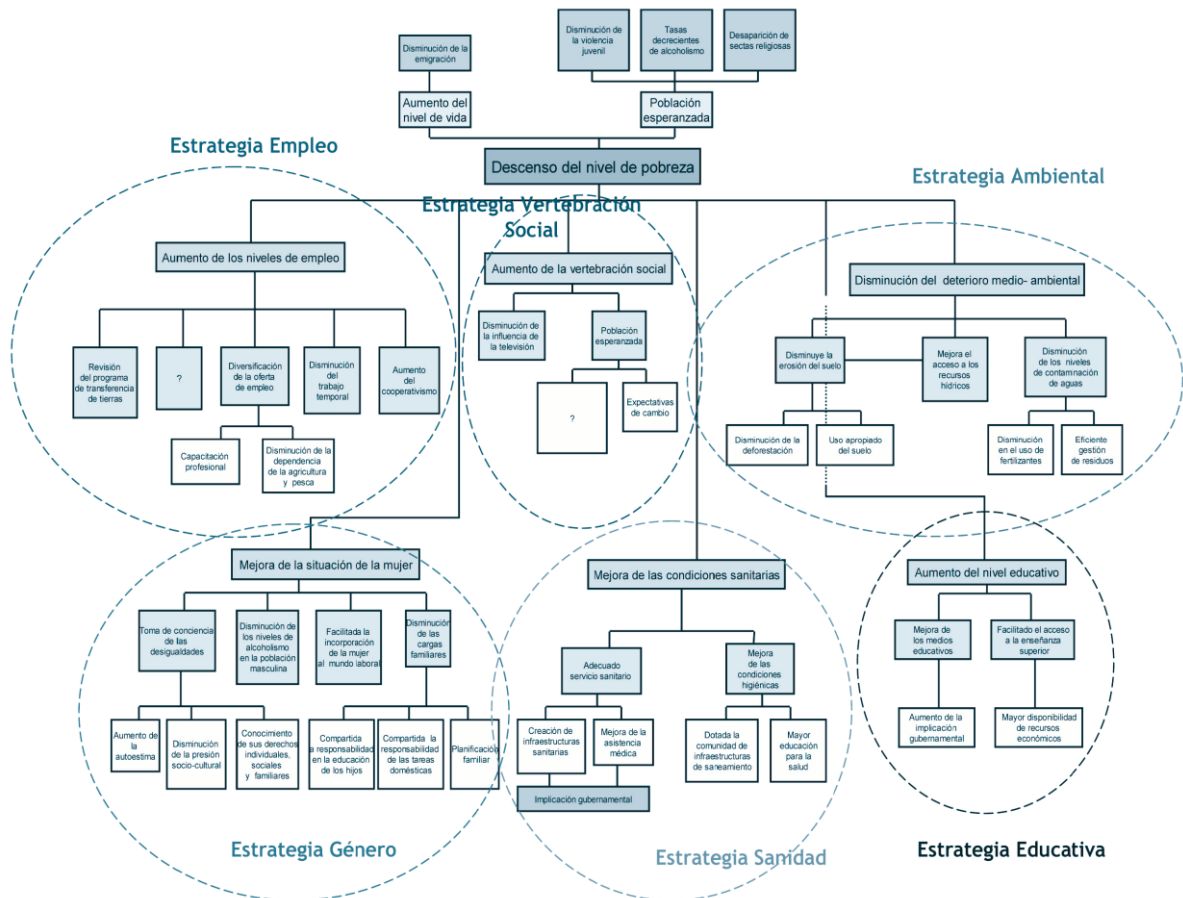 Disminución de la
emigración
Disminución de
la violencia
juvenil
Tasas
decrecientes
de alcoholismo
Desaparición de
sectas religiosas
Aumento del
nivel de vida
Población
esperanzada
Descenso del nivel de pobreza
Estrategia Empleo
Estrategia Vertebración
Social
Estrategia Ambiental
Aumento de los niveles de empleo
Revisión
del programa
de transferencia
de tierras
?
Diversificación
de la oferta
de empleo
Disminución
del
trabajo
temporal
Aumento
del
cooperativismo
Capacitación
profesional
Disminución de la
dependencia
de la agricultura
y pesca
Aumento de la vertebración social
Disminución de
la influencia de
la televisión
Población
esperanzada
?
Expectativas
de cambio
Disminución del deterioro medio- ambiental
Disminuye la
erosión del suelo
Mejora el
acceso a los
recursos
hídricos
Disminución
de los niveles
de contaminación
de aguas
Disminución de la
deforestación
Uso apropiado
del suelo
Disminución
en el uso de
fertilizantes
Eficiente
gestión
de residuos
Mejora de la situación de la mujer
Toma de conciencia
de las
desigualdades
Disminución de
los niveles de
alcoholismo
en la población
masculina
Facilitada la
incorporación
de la mujer
al mundo laboral
Disminución
de las
cargas
familiares
Aumento de
la
autoestima
Disminución
de la presión
socio-cultural
Conocimiento
de sus derechos
individuales,
sociales
y familiares
Compartida
a responsabilidad
en la educación
de los hijos
Compartida la
responsabilidad
de las tareas
domésticas
Planificación
familiar
Estrategia Género
Mejora de las condiciones sanitarias
Adecuado
servicio sanitario
Mejora
de las
condiciones
higiénicas
Creación de
infraestructuras
sanitarias
Mejora de la
asistencia
médica
Implicación gubernamental
Dotada la
comunidad de
infraestructuras
de saneamiento
Mayor
educación
para la
salud
Estrategia Sanidad
Aumento del nivel educativo
Mejora de
los medios
educativos
Facilitado el acceso
a la enseñanza
superior
Aumento de la
implicación
gubernamental
Mayor disponibilidad
de recursos
económicos
Estrategia Educativa